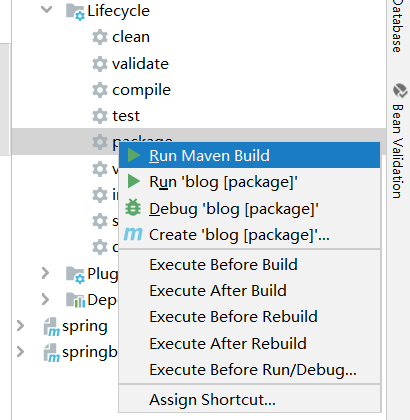 Lifecycle
clean
validate
compile
test
package
Run Maven Build
Run 'blog [package]'
Debug 'blog [package]'
Create 'blog [package]'...
Execute Before Build
Execute After Build
Execute Before Rebuild
Execute After Rebuild
Execute Before Run/Debug...
Assign Shortcut...
Plug
Dep
spring
springb
Database
Bean Validation